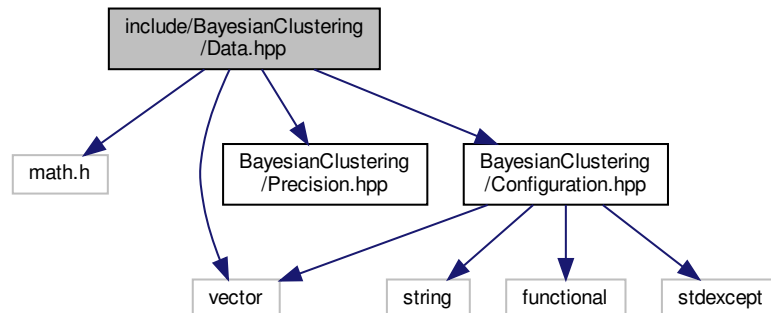 include/BayesianClustering
/Data.hpp
math.h
BayesianClustering
/Precision.hpp
BayesianClustering
/Configuration.hpp
vector
string
functional
stdexcept